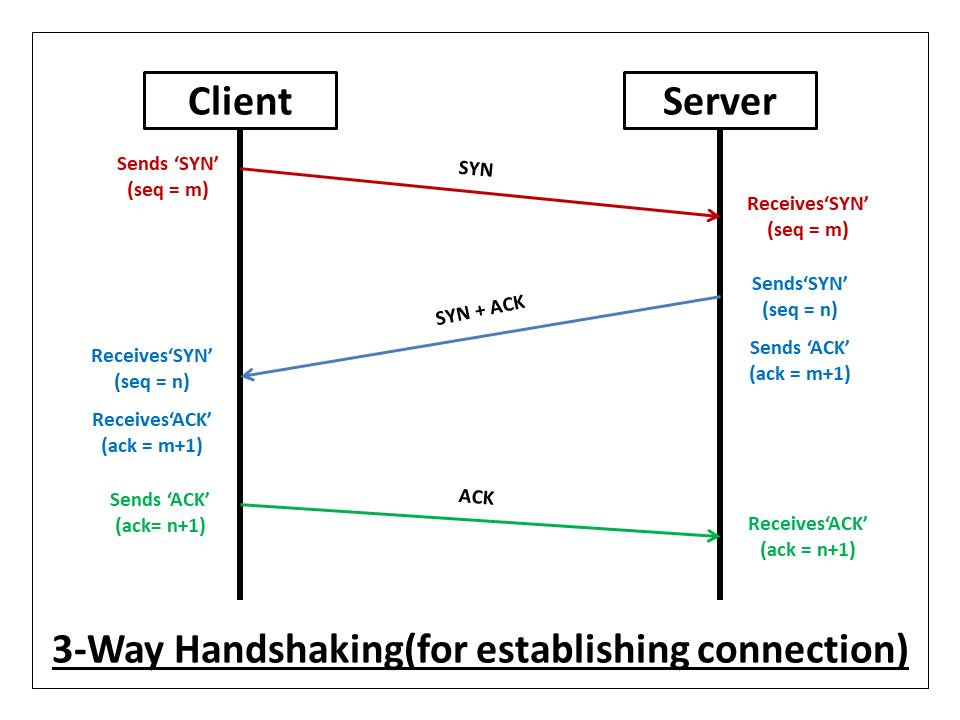 Client
Server
Sends ‘SYN’
(seq = m)
SYN
Receives‘SYN’
(seq = m)
Sends‘SYN’
(seq = n)
SYN + ACK
Sends ‘ACK’
(ack = m+1)
Receives‘SYN’
(seq = n)
Receives‘ACK’
(ack = m+1)
Sends ‘ACK’
(ack= n+1)
ACK
Receives‘ACK’
(ack = n+1)
3-Way Handshaking(for establishing connection)